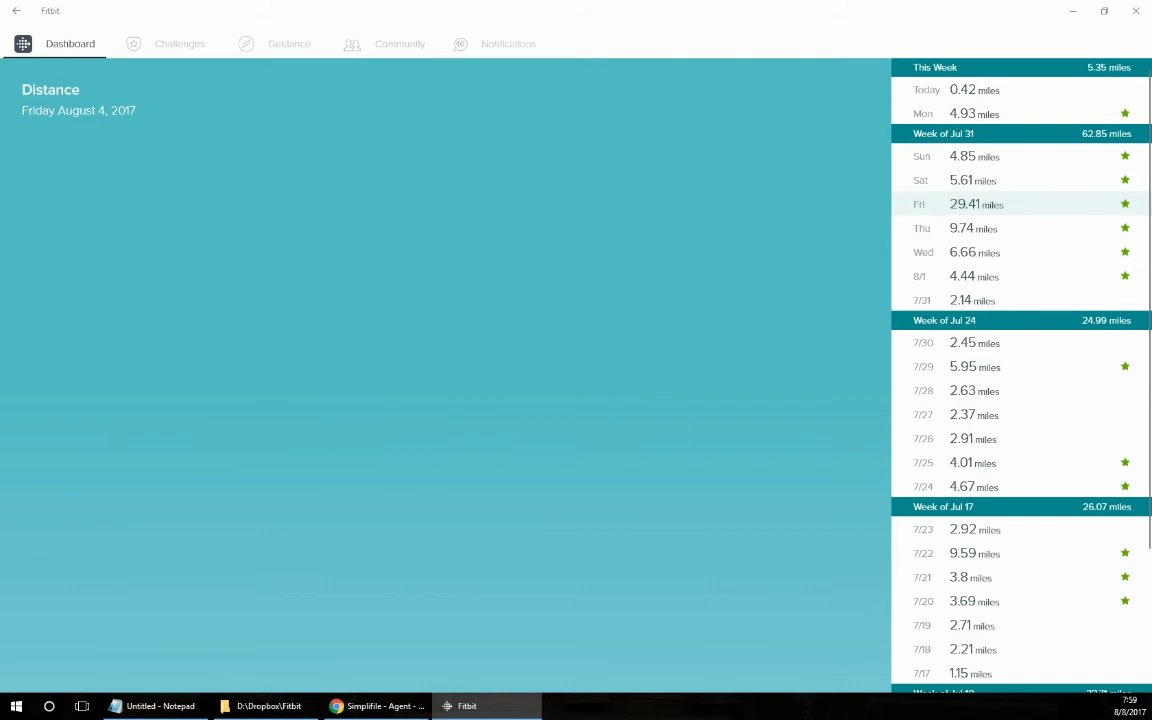 Fitbit
Dashboard Challenges Guidance Community 46 Notifications
Distance
Friday August 4, 2017
This Week 5.35 miles
Today 0.42 miles
Mon 4.93 miles
Week of Jul 31 62.85 miles
Sun 4.85 miles
Sat 5.61 miles
Fri 29.41 miles
Thu 9.74 miles
Wed 6.66 miles
8/1 4.44 miles
7/31 2.14 miles
Week of Jul 24 24.99 miles
7/30 2.45 miles
7/29 5.95 miles
7/28 2.63 miles
7/27 2.37 miles
7/26 2.91 miles
7/25 4.01 miles
7/24 4.67 miles
Week of Jul 17 26.07 miles
7/23 2.92 miles
7/22 9.59 miles
7/21 3.8 miles
7/20 3.69 miles
7/19 2.71 miles
7/18 2.21 miles
7/17 1.15 miles
Untitled - Notepad D:\Dropbox\Fitbit Simplifile - Agent - ... Fitbit
7:59
8/8/2017